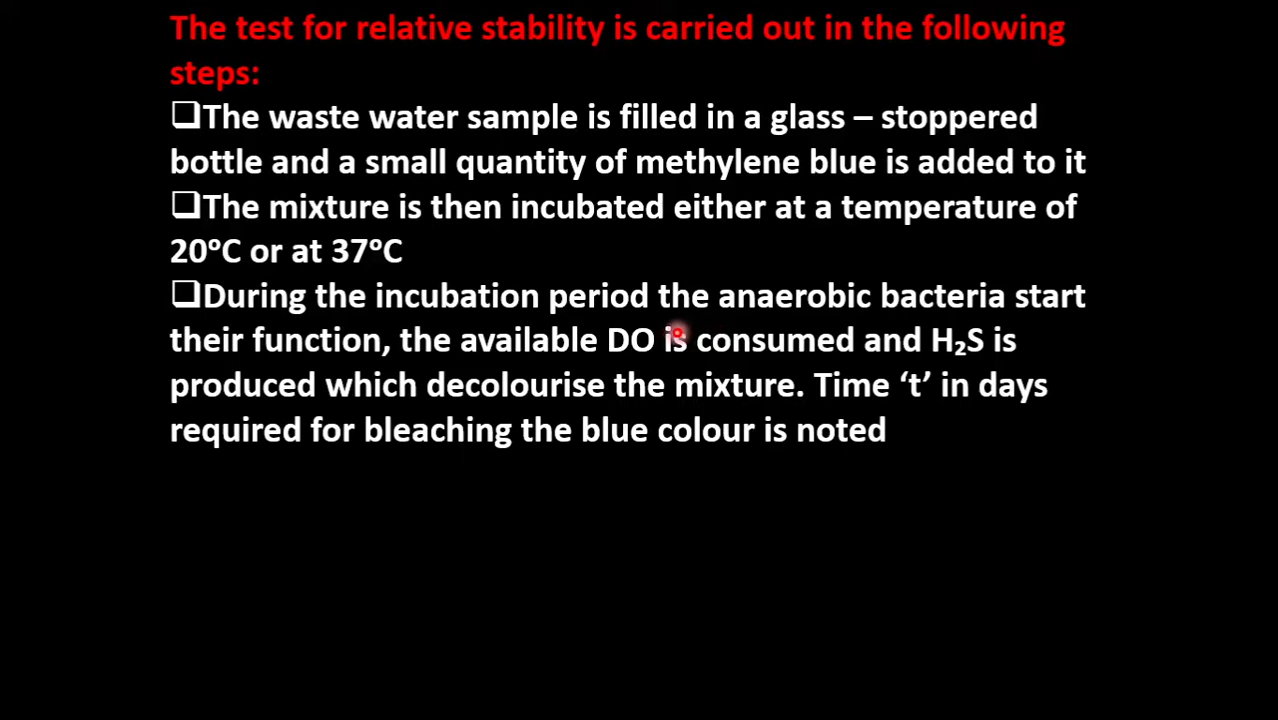 The test for relative stability is carried out in the following
steps:
❑The waste water sample is filled in a glass – stoppered
bottle and a small quantity of methylene blue is added to it
❑The mixture is then incubated either at a temperature of
20°C or at 37°C
❑During the incubation period the anaerobic bacteria start
their function, the available DO is consumed and H₂S is
produced which decolourise the mixture. Time ‘t’ in days
required for bleaching the blue colour is noted